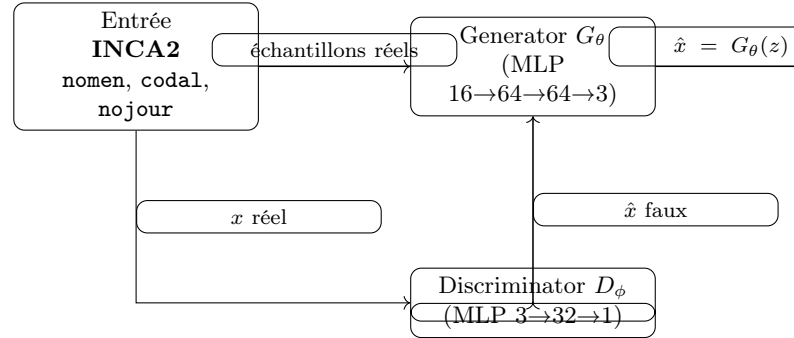 Entrée
INCA2
nomen, codal,
nojour
échantillons réels
Generator G_θ
(MLP
16→64→64→3)
x̂ = G_θ(z)
x réel
x̂ faux
Discriminator D_ϕ
(MLP 3→32→1)